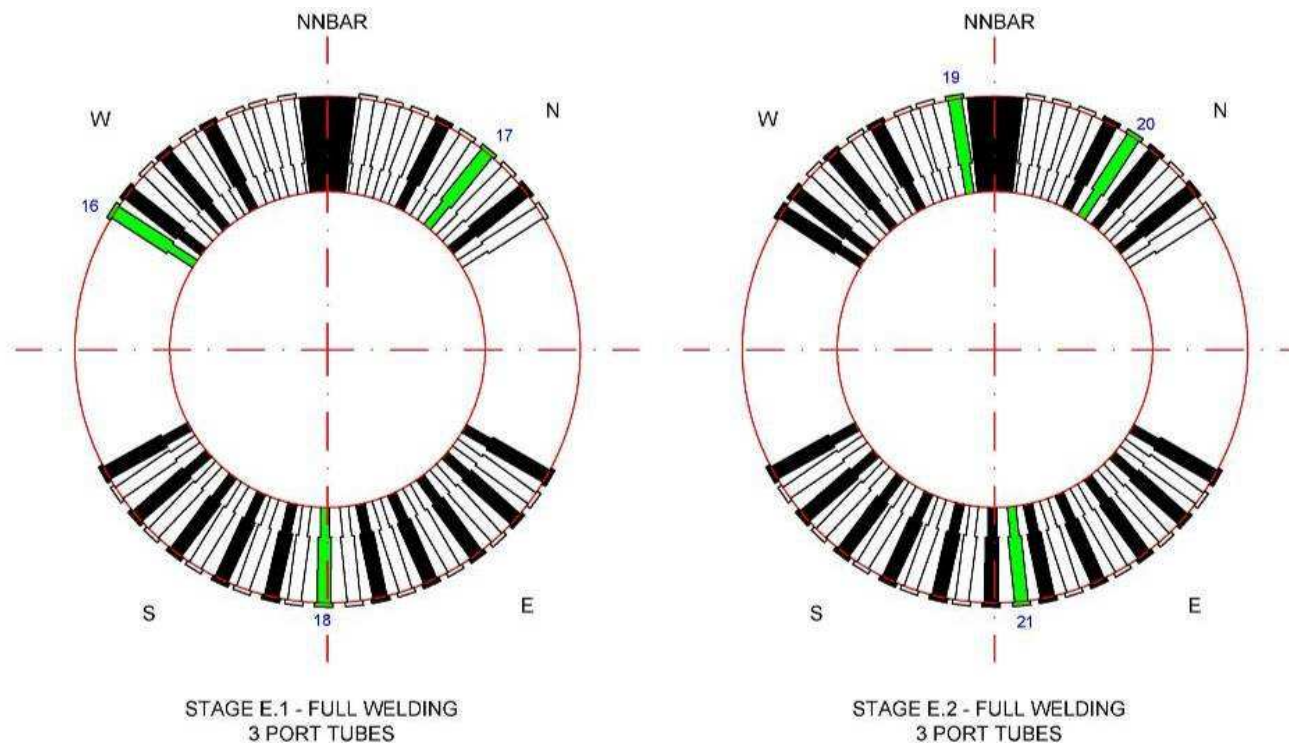 NNBAR
W
N
16
17
S
E
18
STAGE E.1 - FULL WELDING
3 PORT TUBES
NNBAR
W
N
19
20
S
E
21
STAGE E.2 - FULL WELDING
3 PORT TUBES